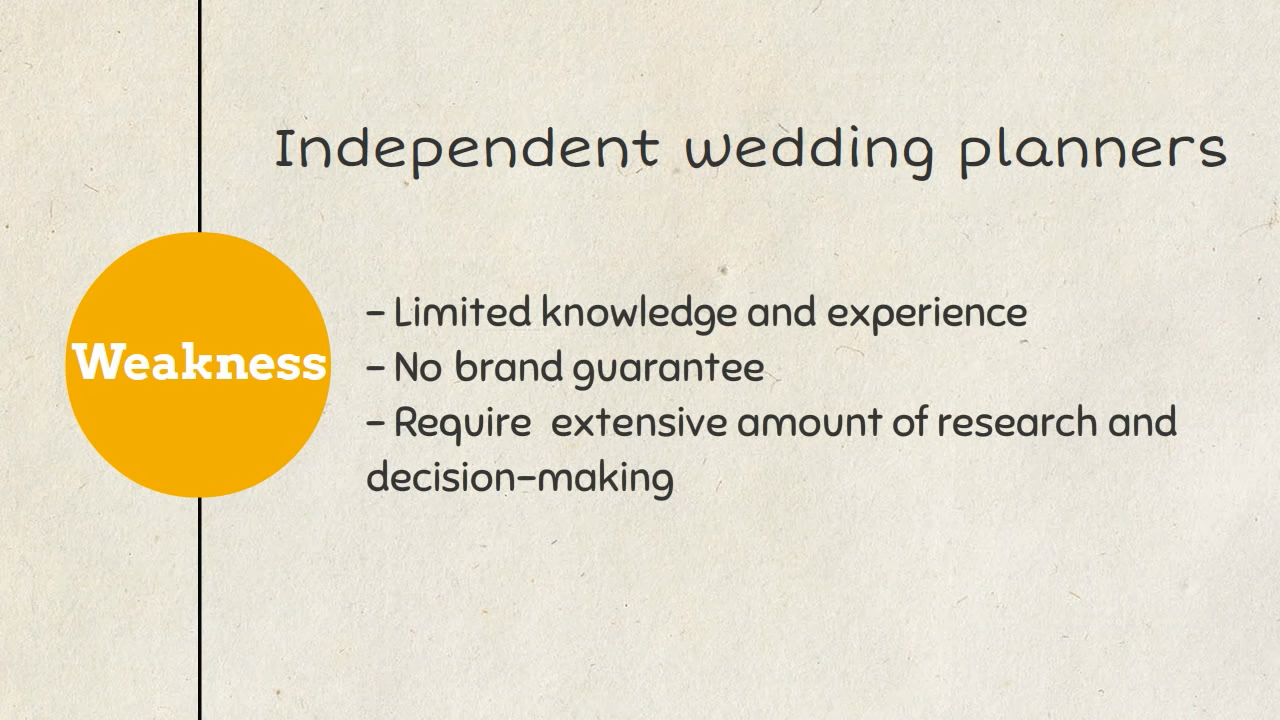 Independent wedding planners
Weakness
- Limited knowledge and experience
- No brand guarantee
- Require  extensive amount of research and
decision-making